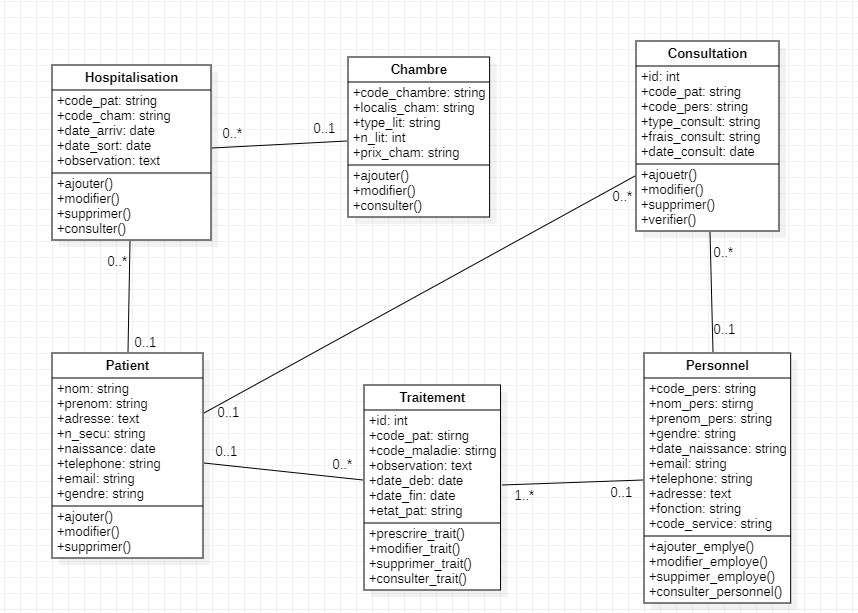 Hospitalisation
+code_pat: string
+code_cham: string
+date_arriv: date
+date_sort: date
+observation: text
+ajouter()
+modifier()
+supprimer()
+consulter()
0..*
0..1
Chambre
+code_chambre: string
+localis_cham: string
+type_lit: string
+n_lit: int
+prix_cham: string
+ajouter()
+modifier()
+consulter()
Consultation
+id: int
+code_pat: string
+code_pers: string
+type_consult: string
+frais_consult: string
+date_consult: date
+ajouetr()
+modifier()
+supprimer()
+verifier()
0..*
0..*
0..1
0..*
0..1
Patient
+nom: string
+prenom: string
+adresse: text
+n_secu: string
+naissance: date
+telephone: string
+email: string
+gendre: string
+ajouter()
+modifier()
+supprimer()
0..1
0..1
0..*
Traitement
+id: int
+code_pat: stirng
+code_maladie: stirng
+observation: text
+date_deb: date
+date_fin: date
+etat_pat: string
+prescrire_trait()
+modifier_trait()
+supprimer_trait()
+consulter_trait()
1..*
0..1
Personnel
+code_pers: string
+nom_pers: stirng
+prenom_pers: string
+gendre: string
+date_naissance: string
+email: string
+telephone: string
+adresse: text
+fonction: string
+code_service: string
+ajouter_emplye()
+modifier_employe()
+suppimer_employe()
+consulter_personnel()